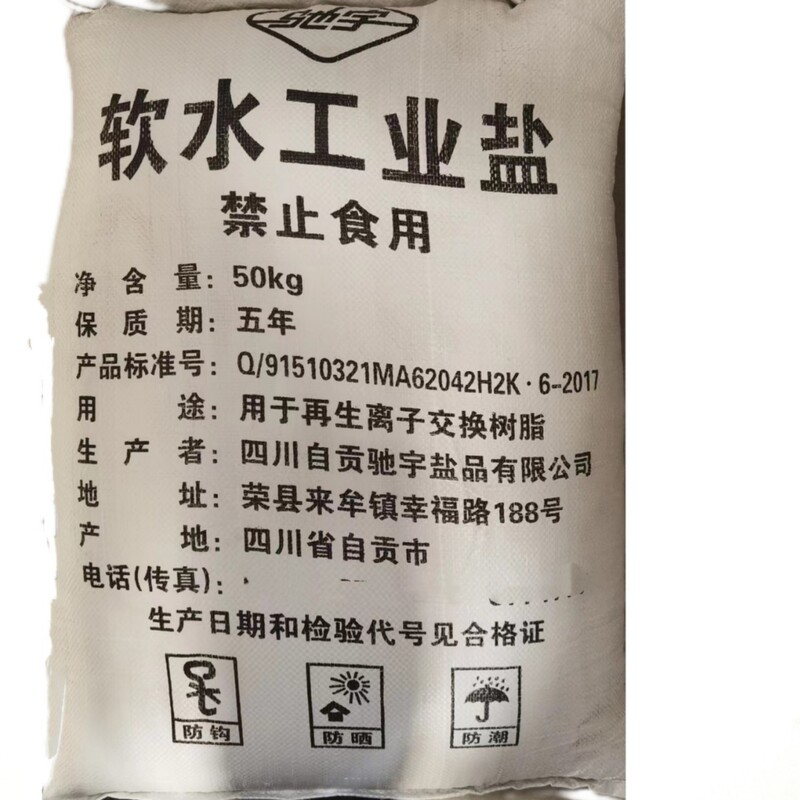 驰宇
软水工业盐
禁止食用
净含量：50kg
保质期：五年
产品标准号：Q/91510321MA62042H2K·6-2017
用途：用于再生离子交换树脂
生产者：四川自贡驰宇盐品有限公司
地址：荣县来牟镇幸福路188号
产地：四川省自贡市
电话(传真)：
生产日期和检验代号见合格证
防钩 防晒 防潮